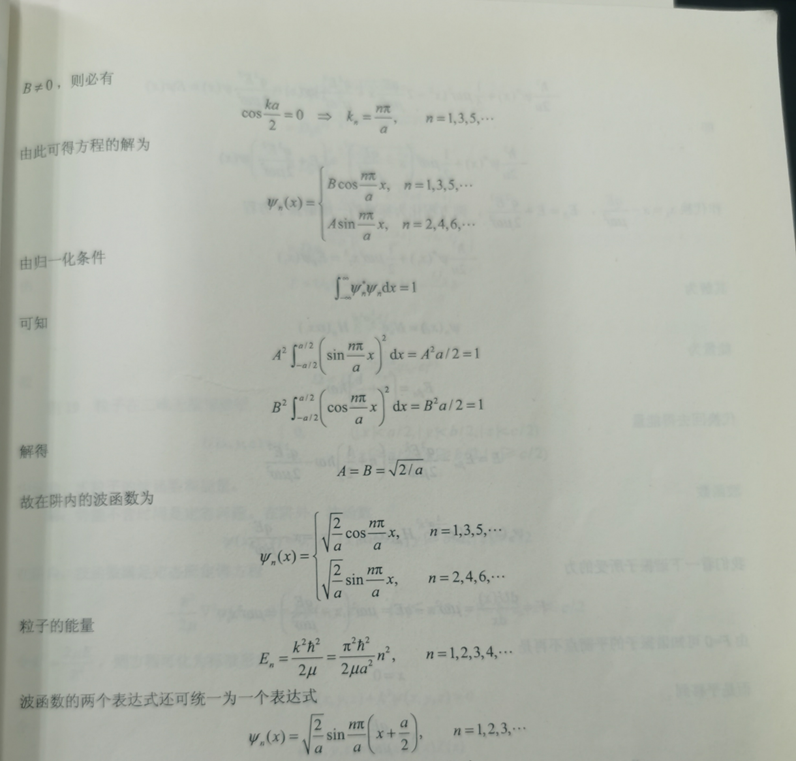 B≠0，则必有
cos ka/2 = 0 ⇒ kₙ = nπ/a, n=1,3,5,⋯
由此可得方程的解为
ψₙ(x) = { B cos nπ/a x, n=1,3,5,⋯
A sin nπ/a x, n=2,4,6,⋯
由归一化条件
∫_{-∞}^{+∞} ψₙ*ψₙ dx = 1
可知
A² ∫_{-a/2}^{a/2} (sin nπ/a x)² dx = A²a/2 = 1
B² ∫_{-a/2}^{a/2} (cos nπ/a x)² dx = B²a/2 = 1
解得
A = B = √(2/a)
故在阱内的波函数为
ψₙ(x) = { √(2/a) cos nπ/a x, n=1,3,5,⋯
√(2/a) sin nπ/a x, n=2,4,6,⋯
粒子的能量
Eₙ = k²ħ²/2μ = π²ħ²/2μa² n², n=1,2,3,4,⋯
波函数的两个表达式还可统一为一个表达式
ψₙ(x) = √(2/a) sin nπ/a (x + a/2), n=1,2,3,⋯